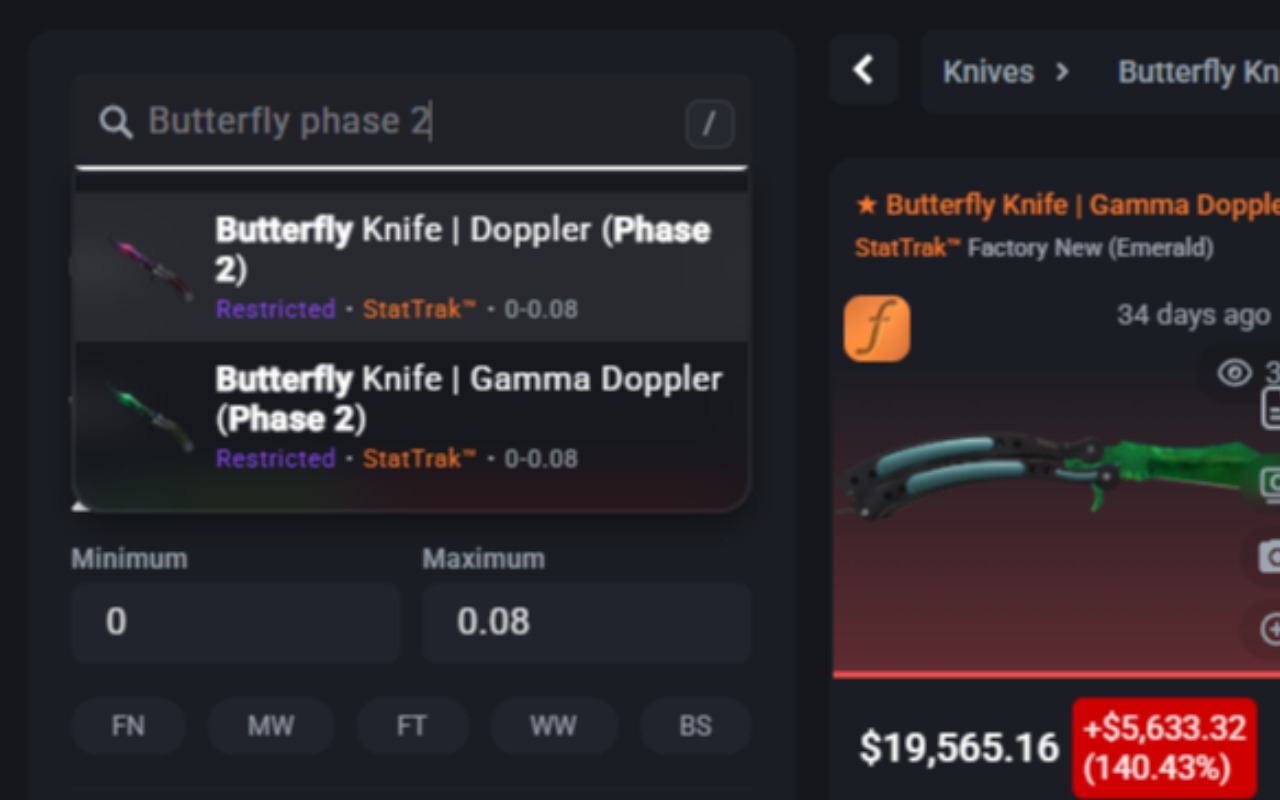 Butterfly phase 2
/
Butterfly Knife | Doppler (Phase
2)
Restricted • StatTrak™ • 0-0.08
Butterfly Knife | Gamma Doppler
(Phase 2)
Restricted • StatTrak™ • 0-0.08
Minimum
Maximum
0
0.08
FN
MW
FT
WW
BS
Knives
Butterfly Kn
★ Butterfly Knife | Gamma Dopple
StatTrak™ Factory New (Emerald)
f
34 days ago
3
$19,565.16
+$5,633.32
(140.43%)